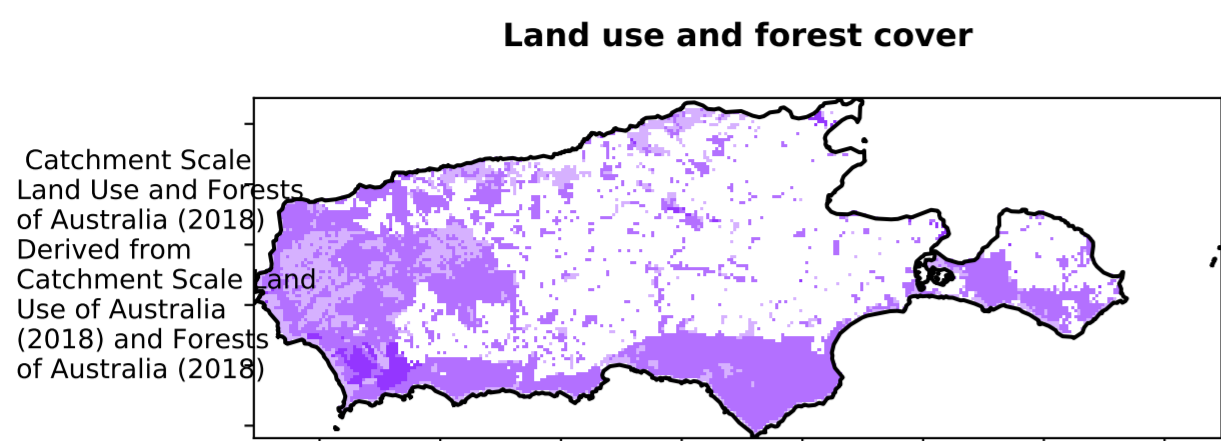 Land use and forest cover
Catchment Scale
Land Use and Forests
of Australia (2018)
Derived from
Catchment Scale Land
Use of Australia
(2018) and Forests
of Australia (2018)